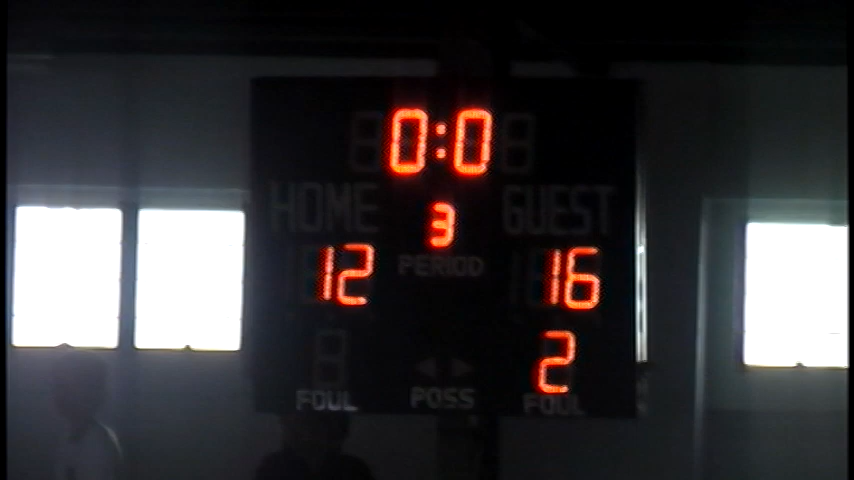 0:0
HOME 3 GUEST
PERIOD
12 16
2
FOUL POSS FOUL